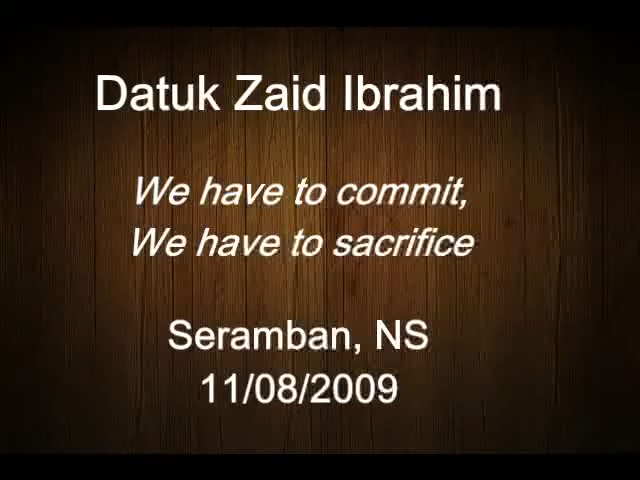 Datuk Zaid Ibrahim
We have to commit,
We have to sacrifice
Seramban, NS
11/08/2009